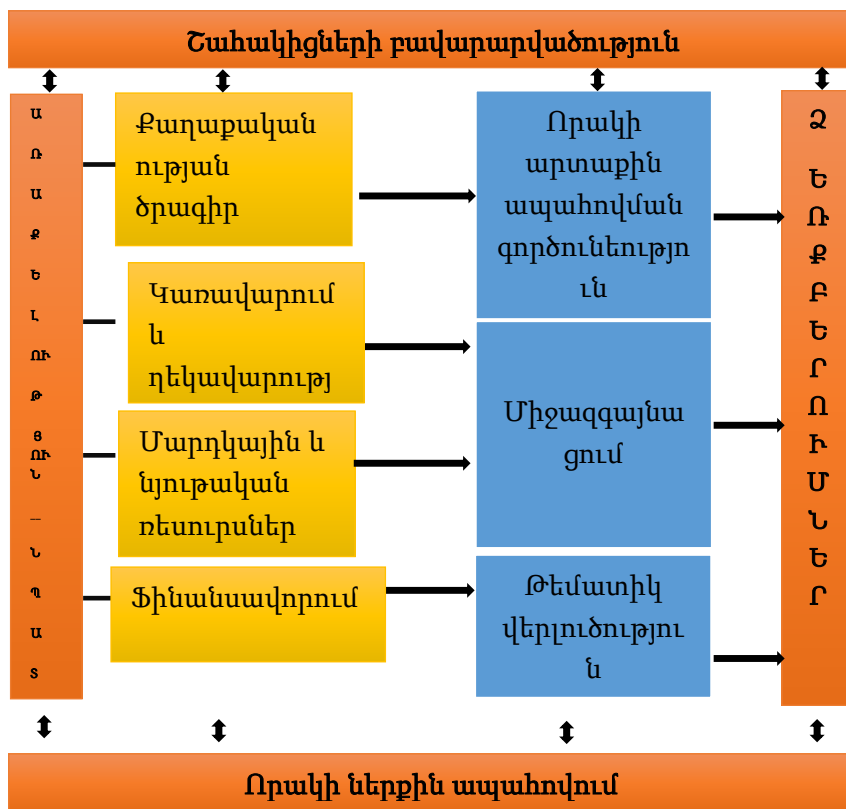 Շահակիցների բավարարվածություն
Ա
Ռ
Ա
Ք
Ե
Լ
ՈՒ
Թ
Յ
ՈՒ
Ն
—
Ն
Պ
Ա
Տ
Քաղաքական
ության
ծրագիր
Կառավարում
և
ղեկավարությ
Մարդկային և
նյութական
ռեսուրսներ
Ֆինանսավորում
Որակի
արտաքին
ապահովման
գործունեությո
ւն
Միջազգայնա
ցում
Թեմատիկ
վերլուծությու
ն
Ձ
Ե
Ռ
Ք
Բ
Ե
Ր
Ո
Ւ
Մ
Ն
Ե
Ր
Որակի ներքին ապահովում